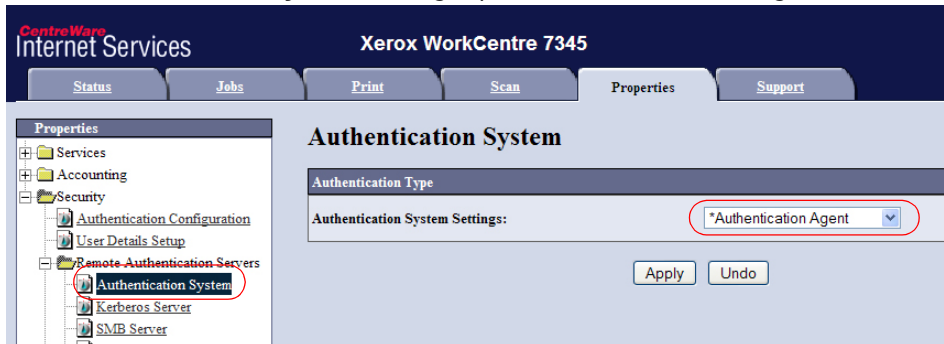 CentreWare
Internet Services
Xerox WorkCentre 7345
Status Jobs Print Scan Properties Support
Properties
Services
Accounting
Security
Authentication Configuration
User Details Setup
Remote Authentication Servers
Authentication System
Kerberos Server
SMB Server
Authentication System
Authentication Type
Authentication System Settings: *Authentication Agent
Apply Undo